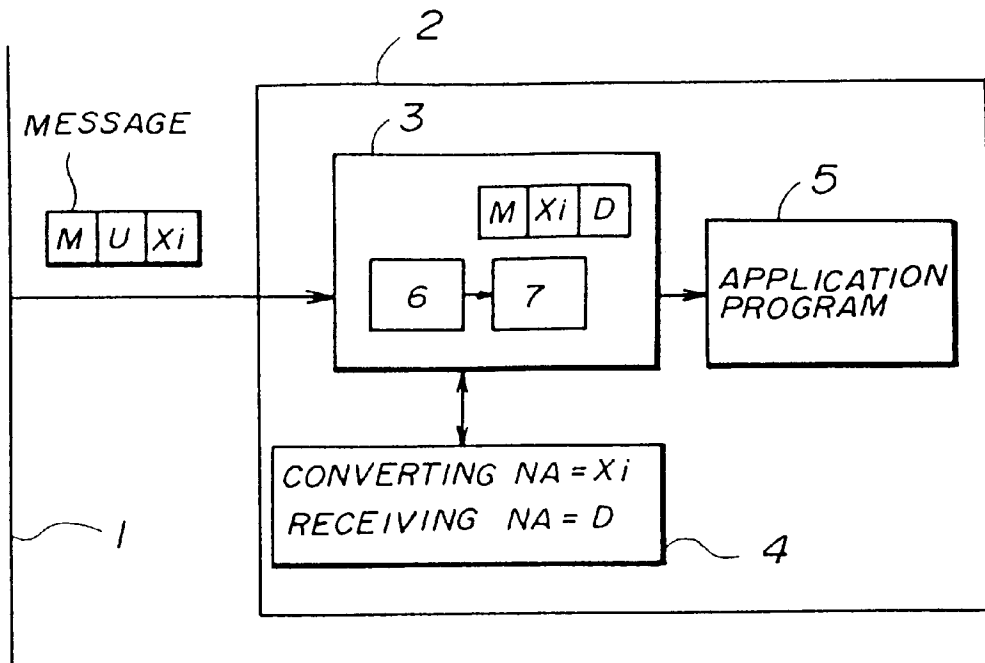 2
MESSAGE
3
M U Xi
M Xi D
5
6
7
APPLICATION
PROGRAM
CONVERTING NA = Xi
RECEIVING NA = D
1
4